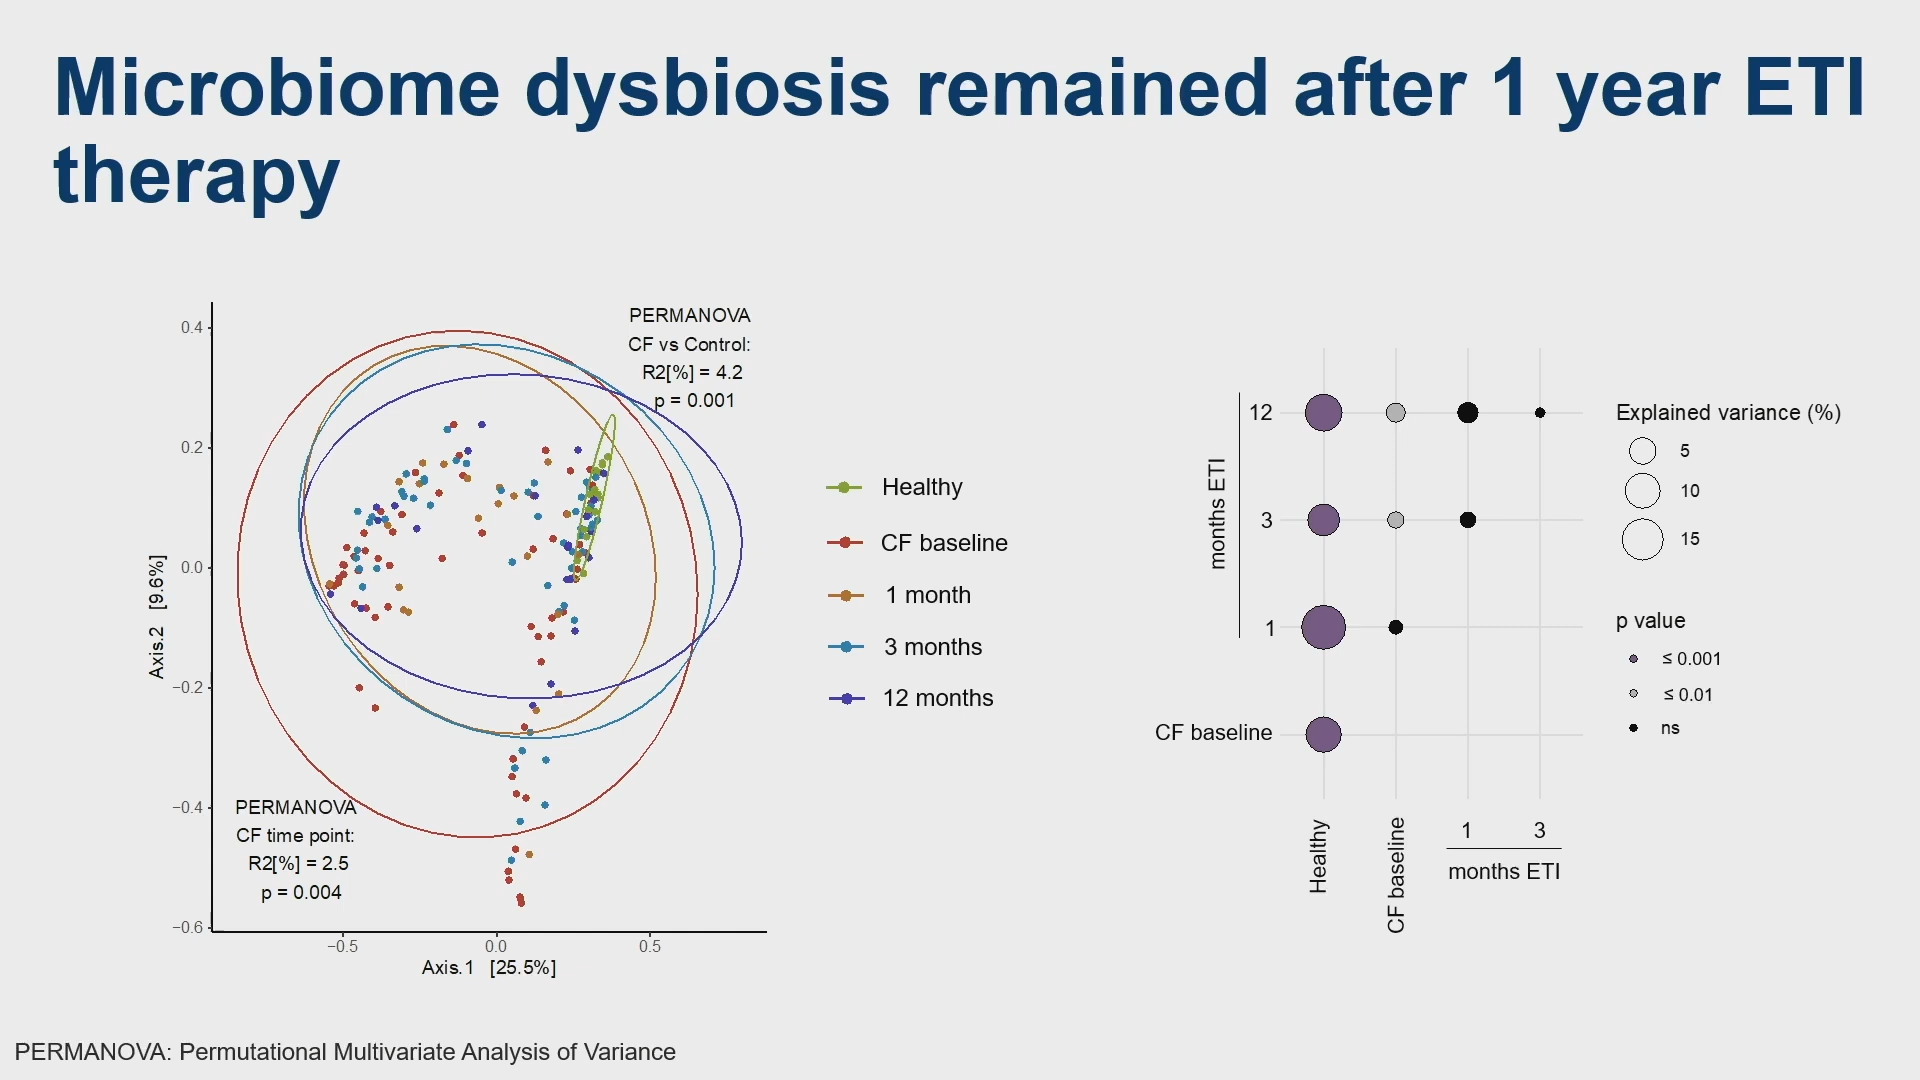 Microbiome dysbiosis remained after 1 year ETI
therapy
PERMANOVA
CF vs Control:
R2[%] = 4.2
p = 0.001
0.4
0.2
0.0
−0.2
−0.4
−0.6
Axis.2 [9.6%]
PERMANOVA
CF time point:
R2[%] = 2.5
p = 0.004
−0.5
0.0
0.5
Axis.1 [25.5%]
Healthy
CF baseline
1 month
3 months
12 months
months ETI
12
3
1
CF baseline
Healthy
CF baseline
1
3
months ETI
Explained variance (%)
5
10
15
p value
≤ 0.001
≤ 0.01
ns
PERMANOVA: Permutational Multivariate Analysis of Variance